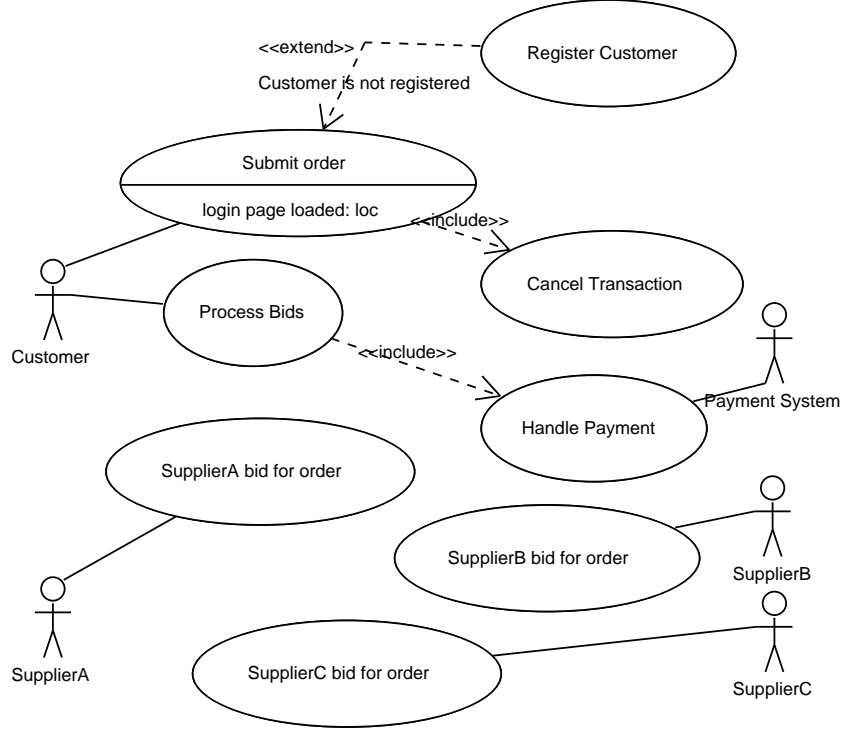 <<extend>>
Register Customer
Customer is not registered
Submit order
login page loaded: loc
<<include>>
Cancel Transaction
Process Bids
Customer
<<include>>
Payment System
Handle Payment
SupplierA bid for order
SupplierB bid for order
SupplierB
SupplierA
SupplierC bid for order
SupplierC